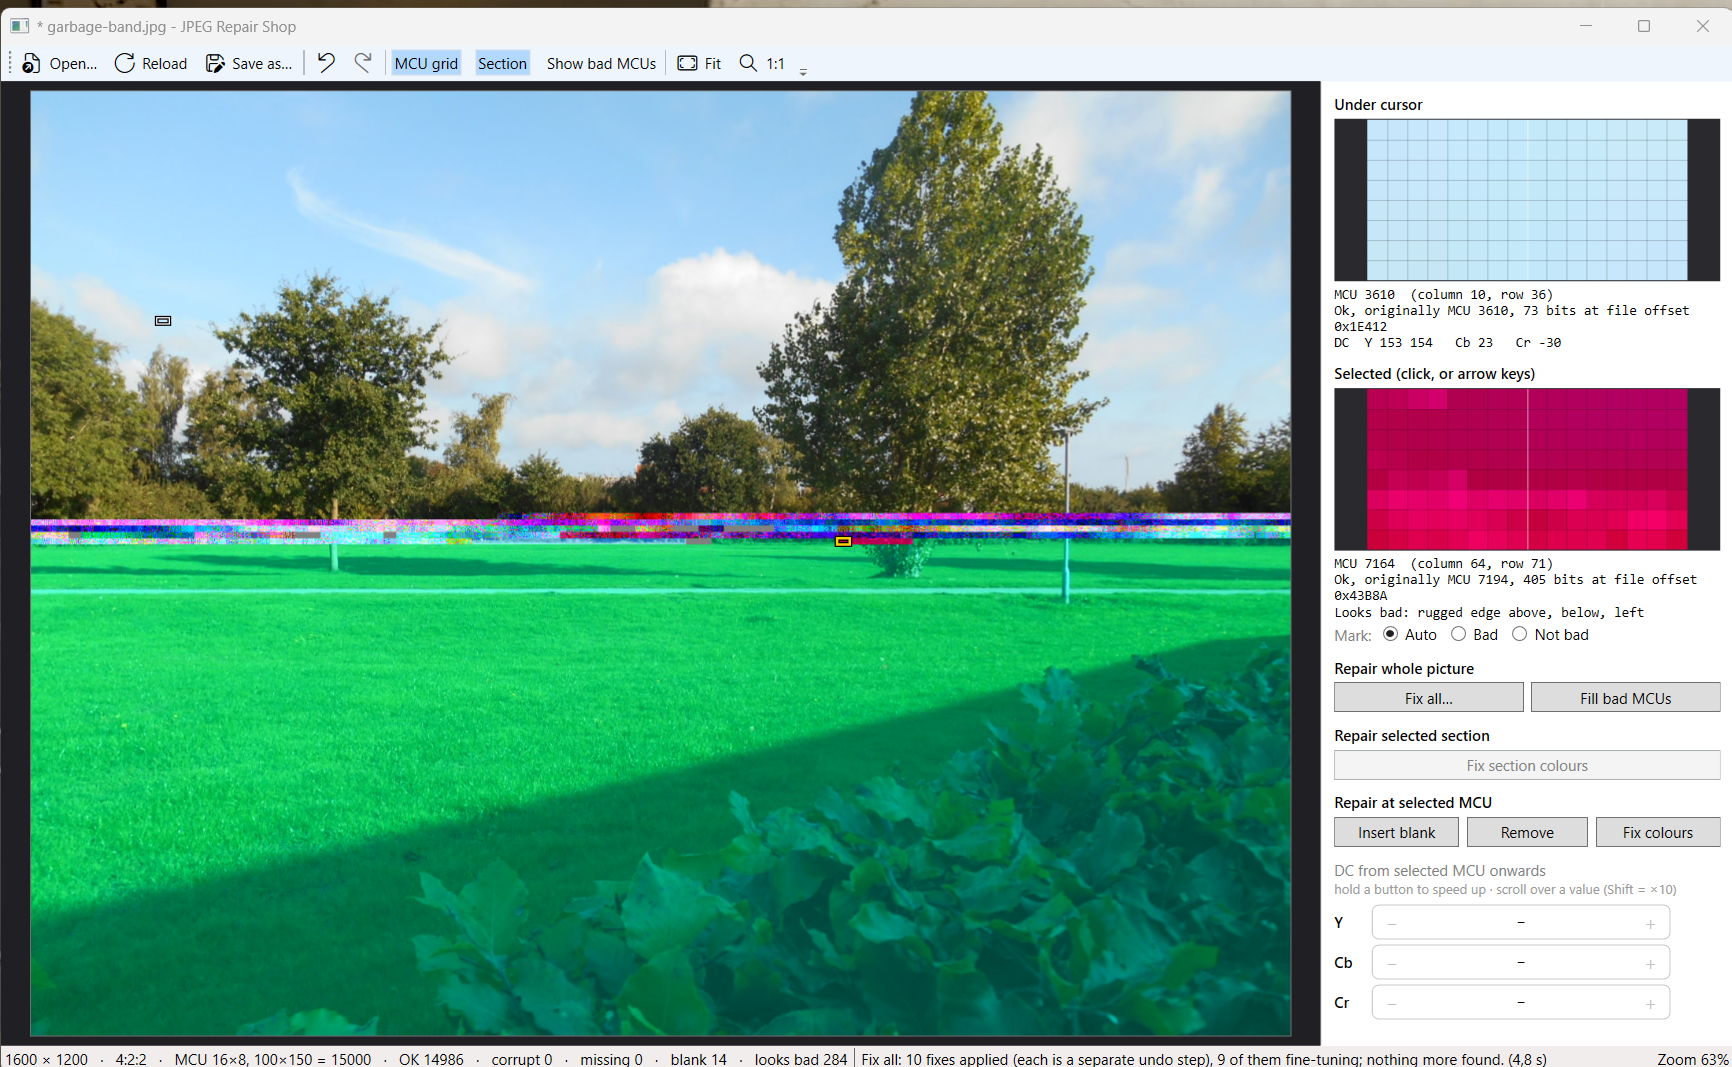 * garbage-band.jpg - JPEG Repair Shop
Open... Reload Save as... MCU grid Section Show bad MCUs Fit 1:1
Under cursor
MCU 3610 (column 10, row 36)
Ok, originally MCU 3610, 73 bits at file offset
0x1E412
DC Y 153 154 Cb 23 Cr -30
Selected (click, or arrow keys)
MCU 7164 (column 64, row 71)
Ok, originally MCU 7194, 405 bits at file offset
0x43B8A
Looks bad: rugged edge above, below, left
Mark: Auto Bad Not bad
Repair whole picture
Fix all... Fill bad MCUs
Repair selected section
Fix section colours
Repair at selected MCU
Insert blank Remove Fix colours
DC from selected MCU onwards
hold a button to speed up · scroll over a value (Shift = ×10)
Y − – +
Cb − – +
Cr − – +
1600 × 1200 · 4:2:2 · MCU 16×8, 100×150 = 15000 · OK 14986 · corrupt 0 · missing 0 · blank 14 · looks bad 284 Fix all: 10 fixes applied (each is a separate undo step), 9 of them fine-tuning; nothing more found. (4,8 s) Zoom 63%